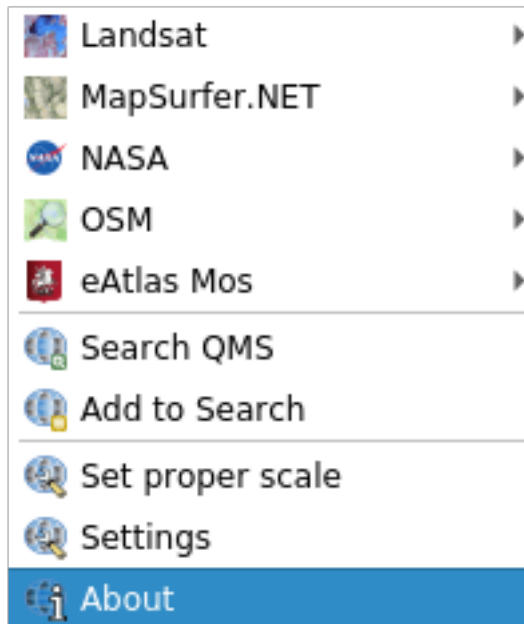 Landsat
MapSurfer.NET
NASA
OSM
eAtlas Mos
Search QMS
Add to Search
Set proper scale
Settings
About